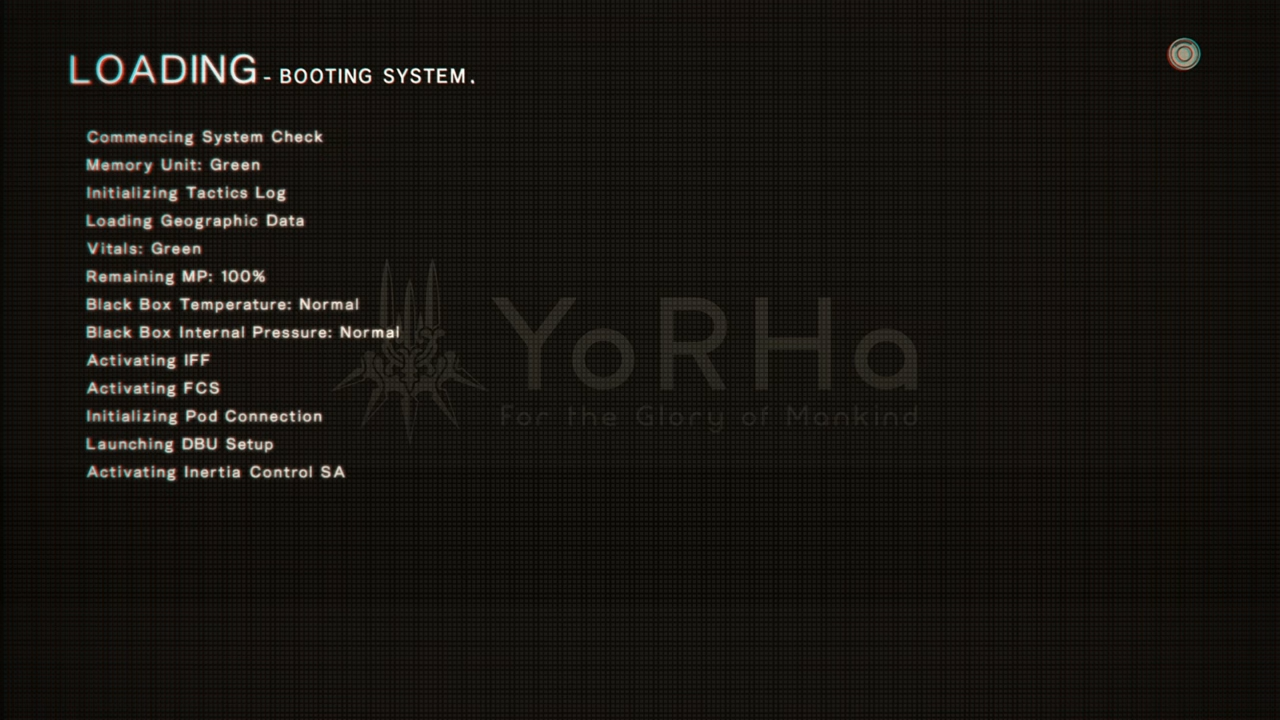 LOADING - BOOTING SYSTEM.
Commencing System Check
Memory Unit: Green
Initializing Tactics Log
Loading Geographic Data
Vitals: Green
Remaining MP: 100%
Black Box Temperature: Normal
Black Box Internal Pressure: Normal
Activating IFF
Activating FCS
Initializing Pod Connection
Launching DBU Setup
Activating Inertia Control SA
YoRHa
For the Glory of Mankind